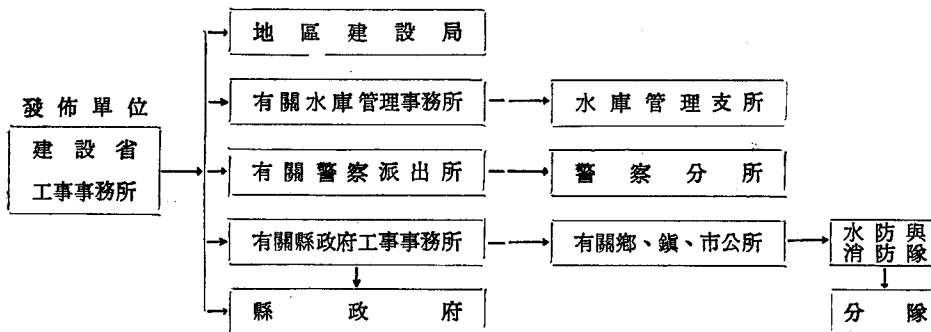 地區建設局
有關水庫管理事務所
水庫管理支所
發佈單位
建設省
工事事務所
有關警察派出所
警察分所
有關縣政府工事事務所
有關鄉、鎮、市公所
水防與
消防隊
縣政府
分隊